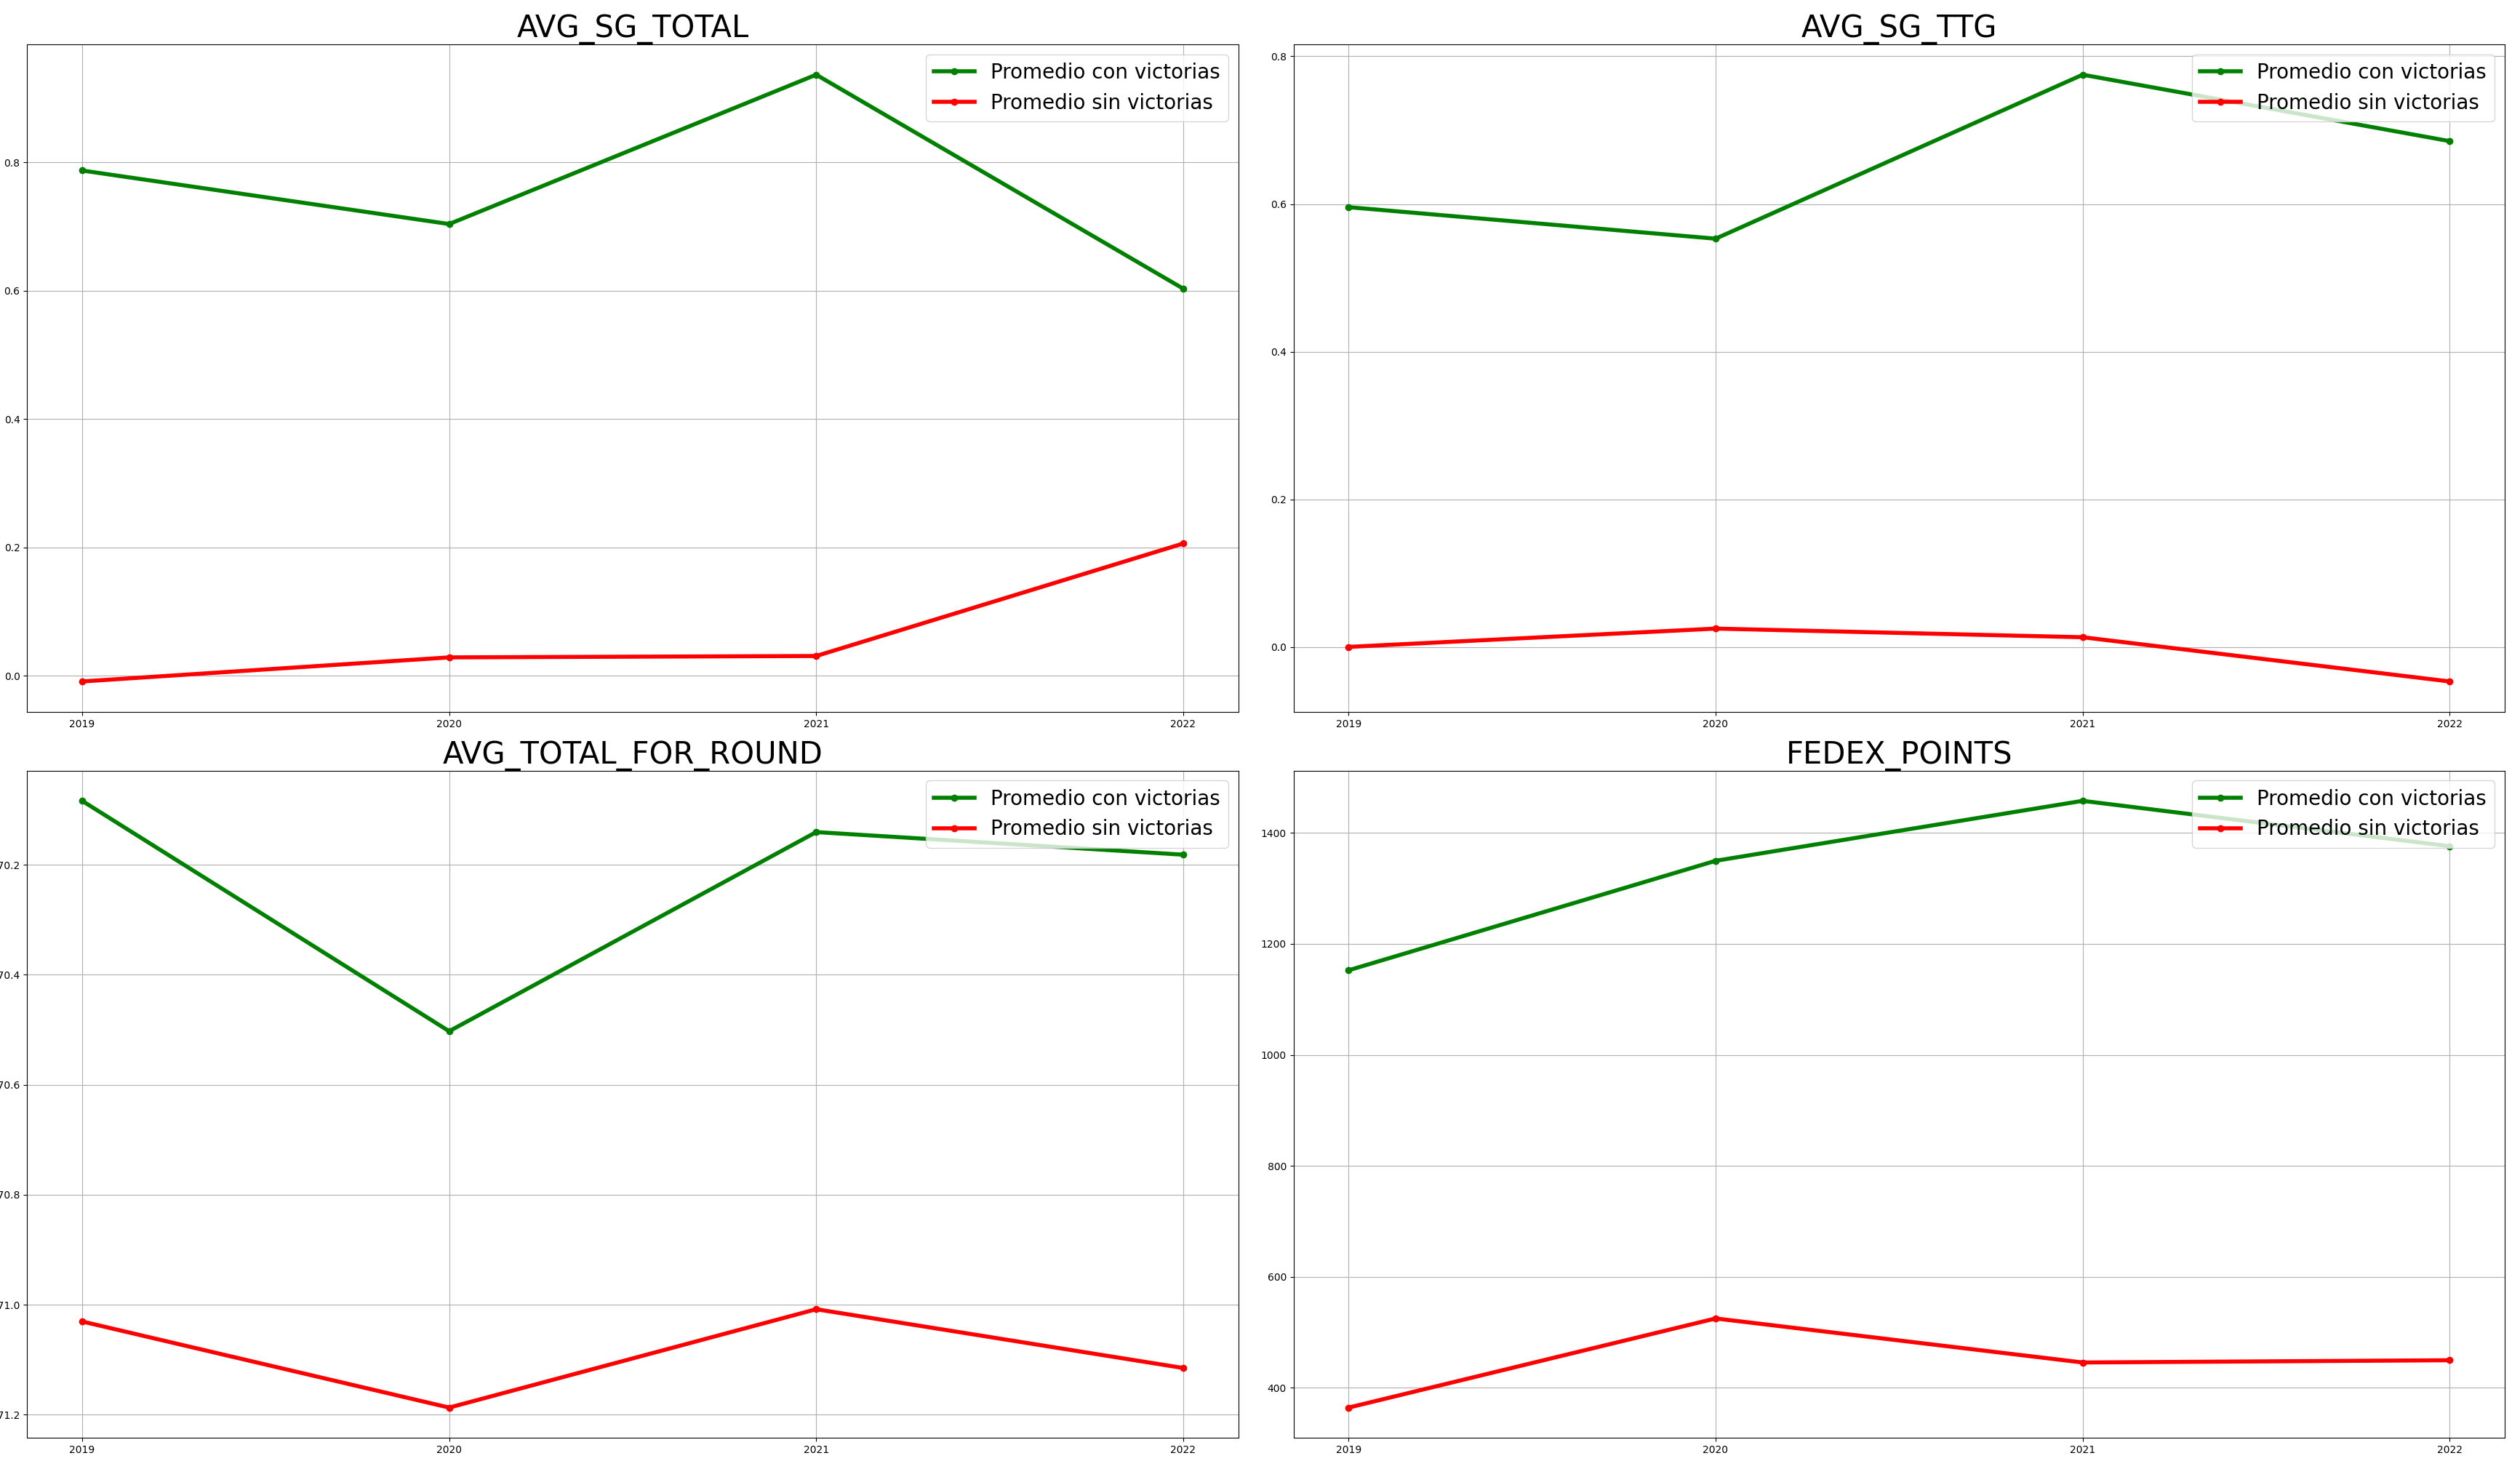 AVG_SG_TOTAL
Promedio con victorias
Promedio sin victorias
0.8
0.6
0.4
0.2
0.0
2019 2020 2021 2022
AVG_SG_TTG
Promedio con victorias
Promedio sin victorias
0.8
0.6
0.4
0.2
0.0
2019 2020 2021 2022
AVG_TOTAL_FOR_ROUND
Promedio con victorias
Promedio sin victorias
70.2
70.4
70.6
70.8
71.0
71.2
2019 2020 2021 2022
FEDEX_POINTS
Promedio con victorias
Promedio sin victorias
1400
1200
1000
800
600
400
2019 2020 2021 2022